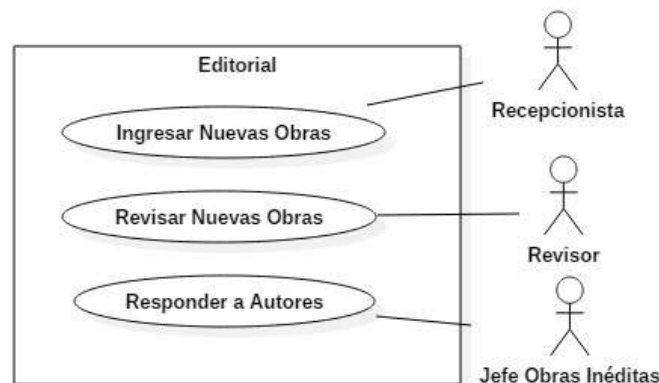 Editorial
Ingresar Nuevas Obras
Recepcionista
Revisar Nuevas Obras
Revisor
Responder a Autores
Jefe Obras Inéditas